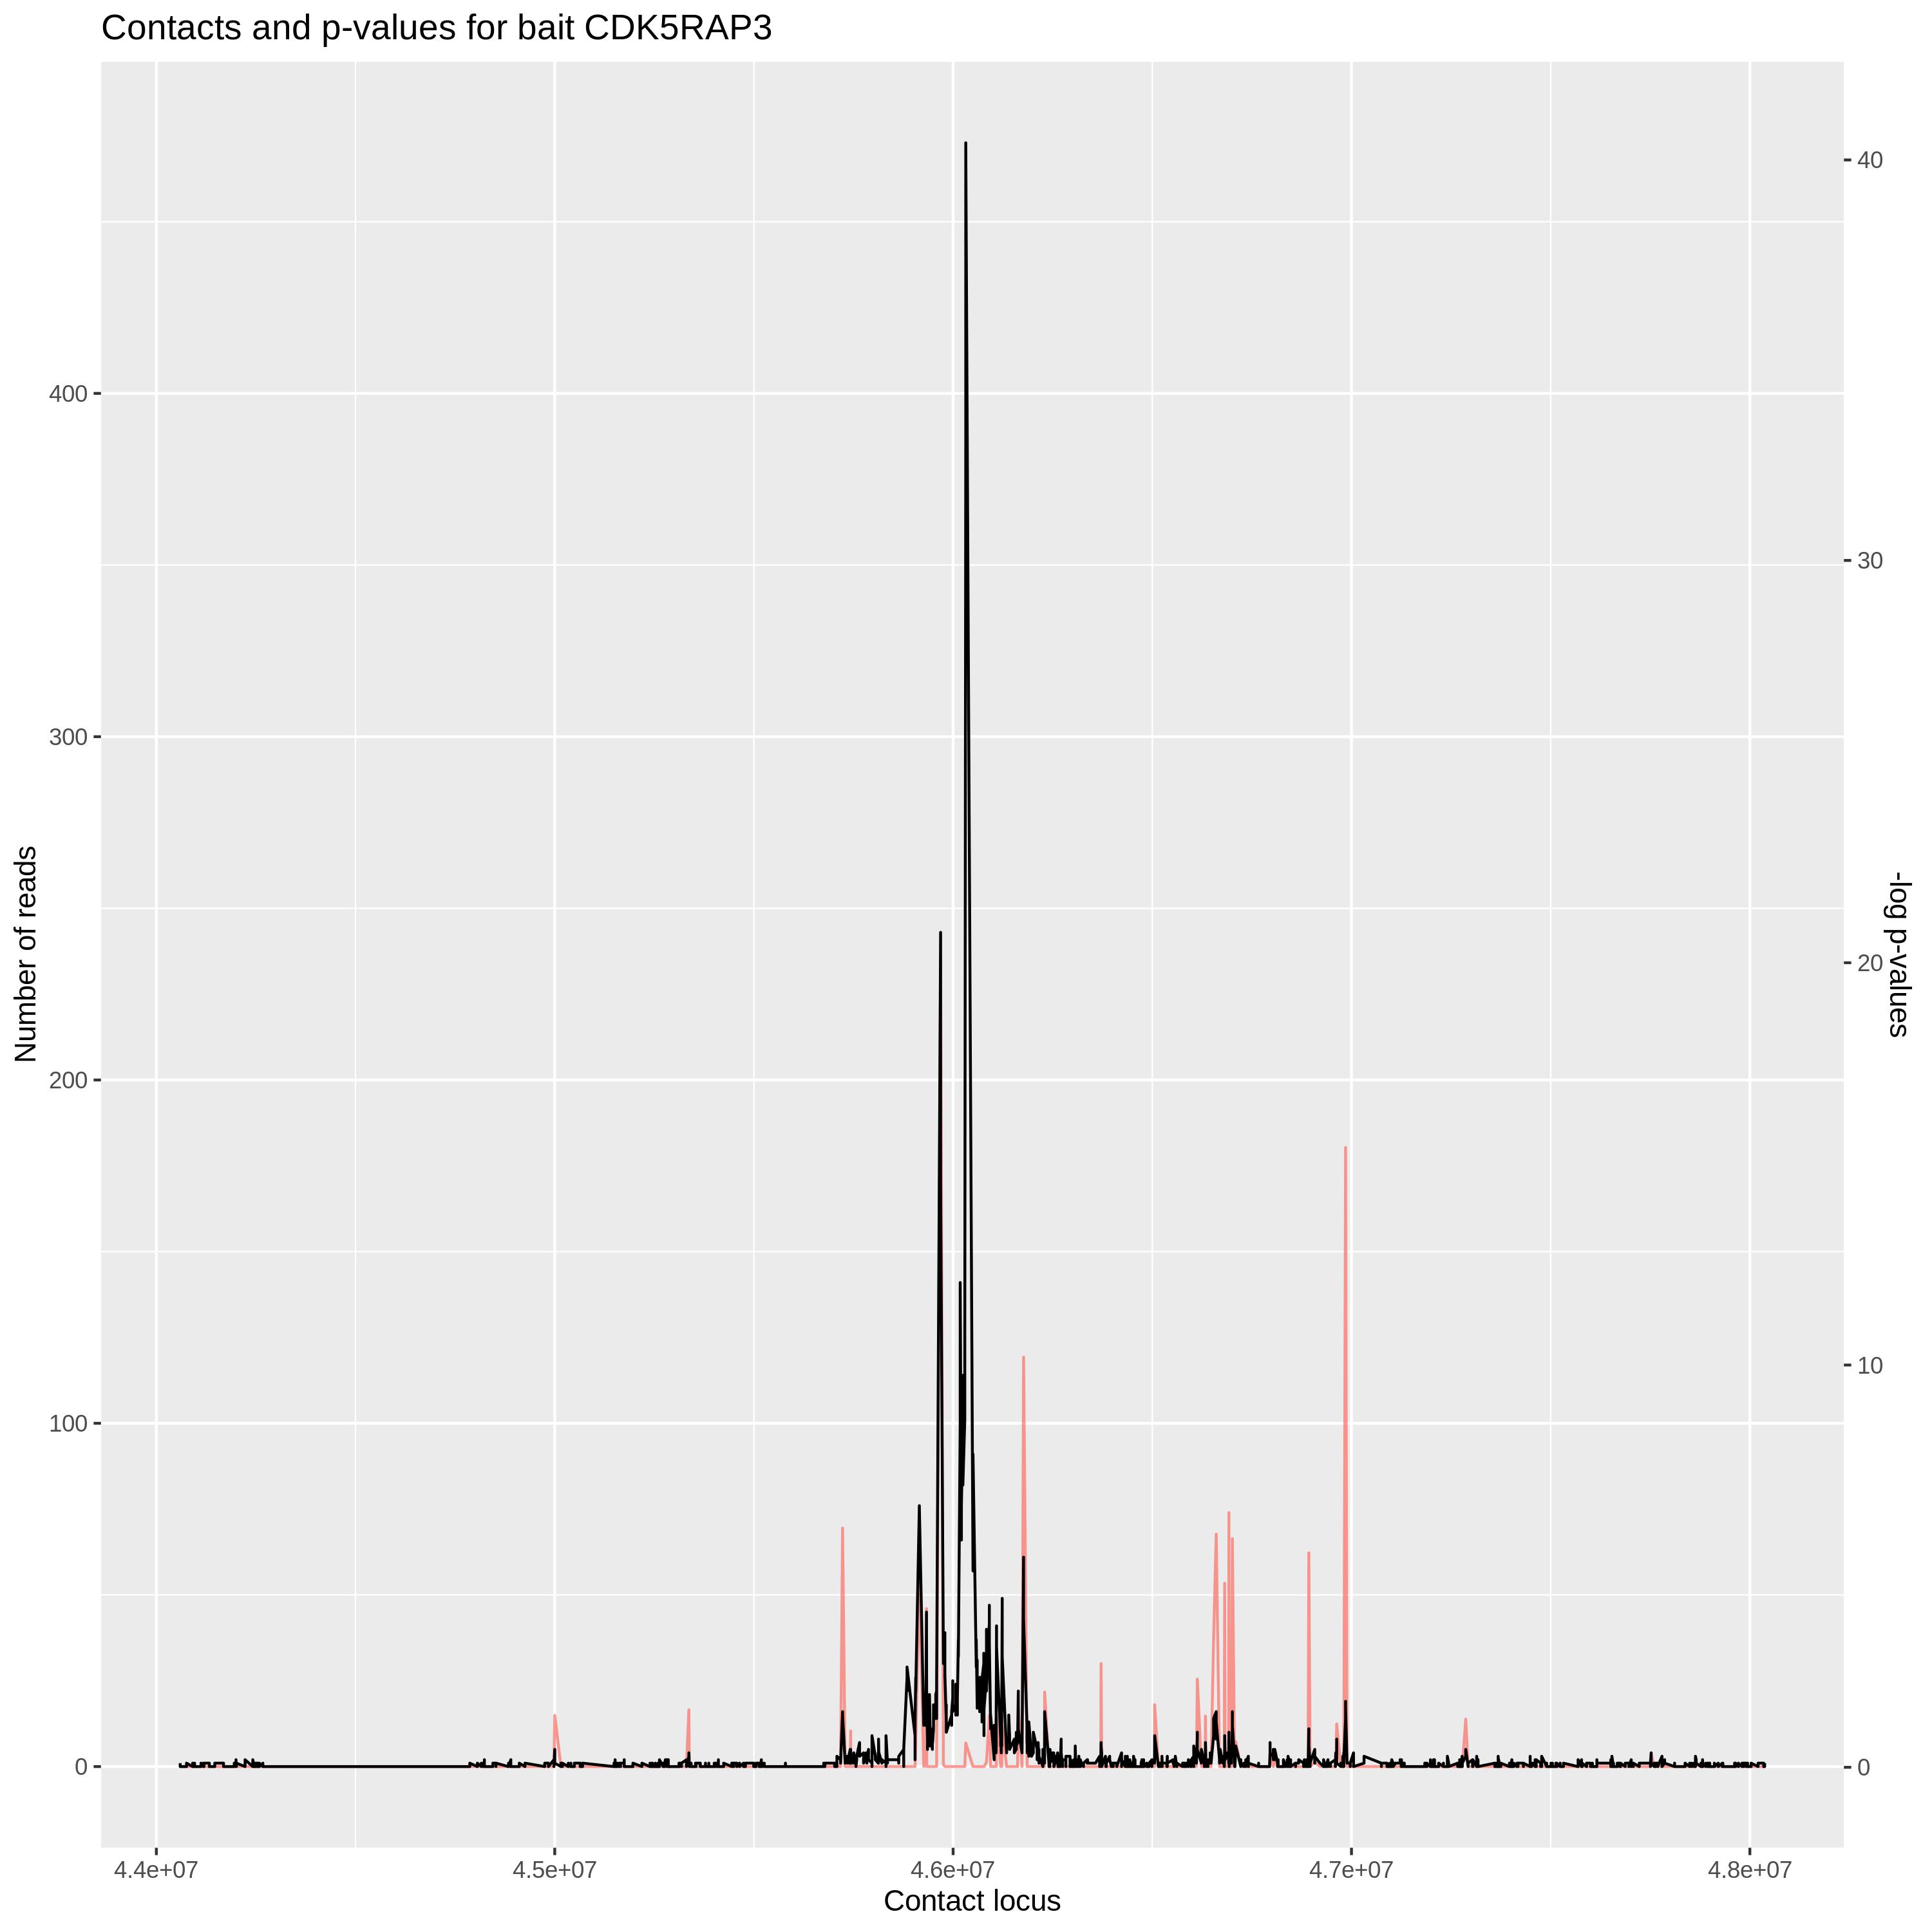 Contacts and p-values for bait CDK5RAP3
Number of reads
400
300
200
100
0
40
30
20
10
0
-log p-values
4.4e+07 4.5e+07 4.6e+07 4.7e+07 4.8e+07
Contact locus